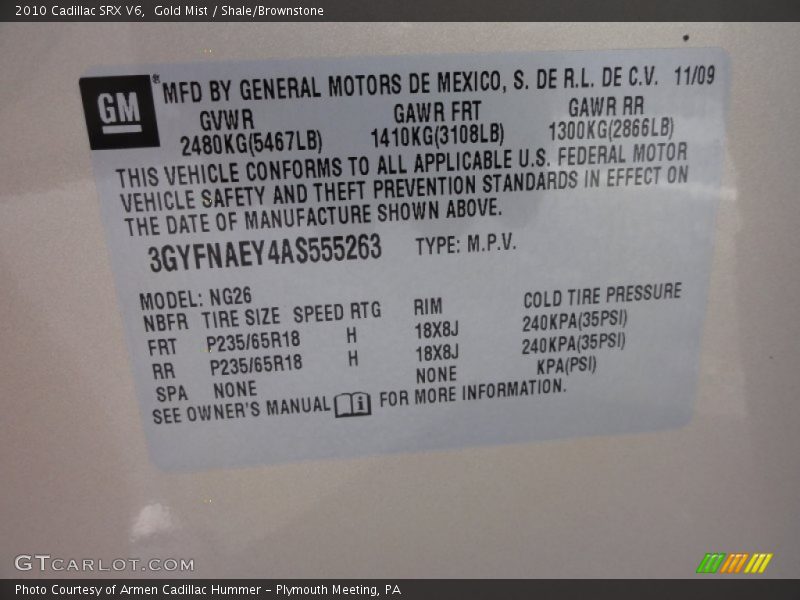 2010 Cadillac SRX V6,  Gold Mist / Shale/Brownstone
GM ® MFD BY GENERAL MOTORS DE MEXICO, S. DE R.L. DE C.V. 11/09
GVWR GAWR FRT GAWR RR
2480KG(5467LB) 1410KG(3108LB) 1300KG(2866LB)
THIS VEHICLE CONFORMS TO ALL APPLICABLE U.S. FEDERAL MOTOR
VEHICLE SAFETY AND THEFT PREVENTION STANDARDS IN EFFECT ON
THE DATE OF MANUFACTURE SHOWN ABOVE.
3GYFNAEY4AS555263 TYPE: M.P.V.
MODEL: NG26
NBFR TIRE SIZE SPEED RTG RIM COLD TIRE PRESSURE
FRT P235/65R18 H 18X8J 240KPA(35PSI)
RR P235/65R18 H 18X8J 240KPA(35PSI)
SPA NONE NONE KPA(PSI)
SEE OWNER'S MANUAL FOR MORE INFORMATION.
GTCARLOT.COM
Photo Courtesy of Armen Cadillac Hummer - Plymouth Meeting, PA